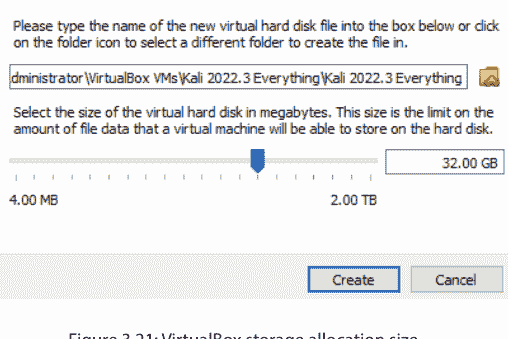 Please type the name of the new virtual hard disk file into the box below or click
on the folder icon to select a different folder to create the file in.
dministrator\VirtualBox VMs\Kali 2022.3 Everything\Kali 2022.3 Everything
Select the size of the virtual hard disk in megabytes. This size is the limit on the
amount of file data that a virtual machine will be able to store on the hard disk.
32.00 GB
4.00 MB 2.00 TB
Create Cancel
Figure 3.21: VirtualBox storage allocation size